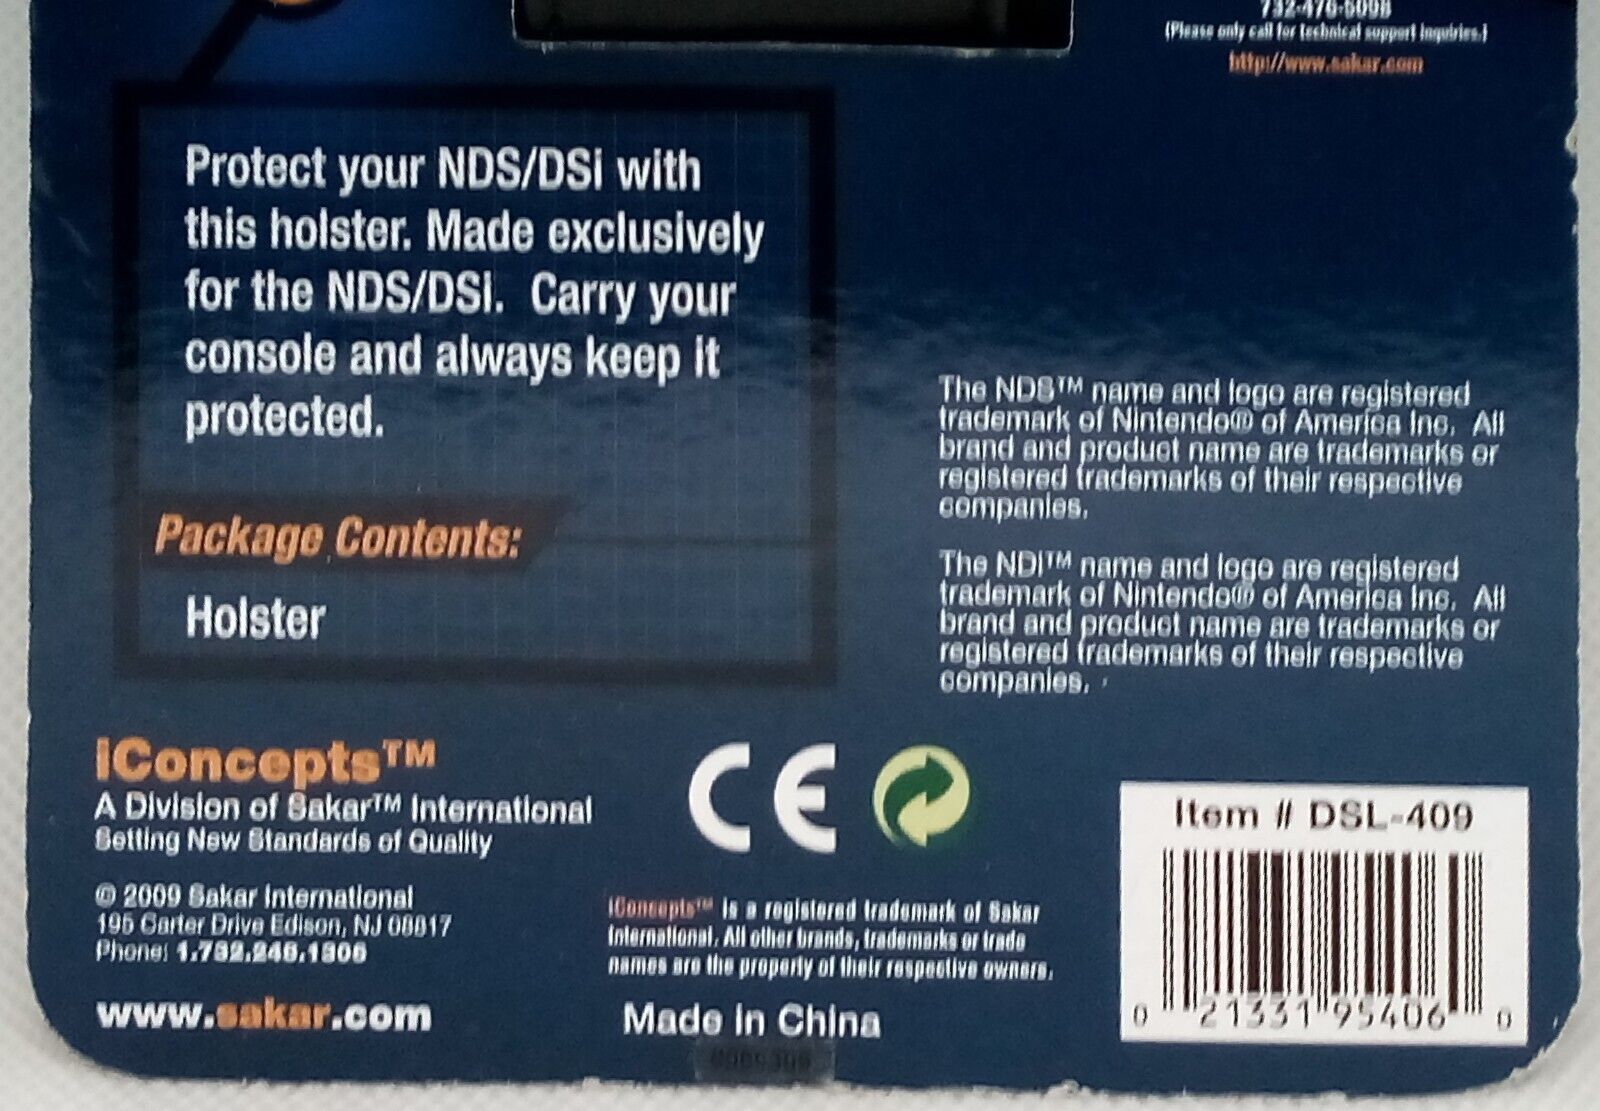 732-476-5098
(Please only call for technical support inquiries.)
http://www.sakar.com
Protect your NDS/DSi with
this holster. Made exclusively
for the NDS/DSi. Carry your
console and always keep it
protected.
Package Contents:
Holster
The NDS™ name and logo are registered
trademark of Nintendo® of America Inc. All
brand and product name are trademarks or
registered trademarks of their respective
companies.
The NDI™ name and logo are registered
trademark of Nintendo® of America Inc. All
brand and product name are trademarks or
registered trademarks of their respective
companies.
iConcepts™
A Division of Sakar™ International
Setting New Standards of Quality
© 2009 Sakar International
195 Carter Drive Edison, NJ 08817
Phone: 1.732.248.1306
www.sakar.com
CE
iConcepts™ is a registered trademark of Sakar
International. All other brands, trademarks or trade
names are the property of their respective owners.
Made in China
Item # DSL-409
0 21331 95406 0